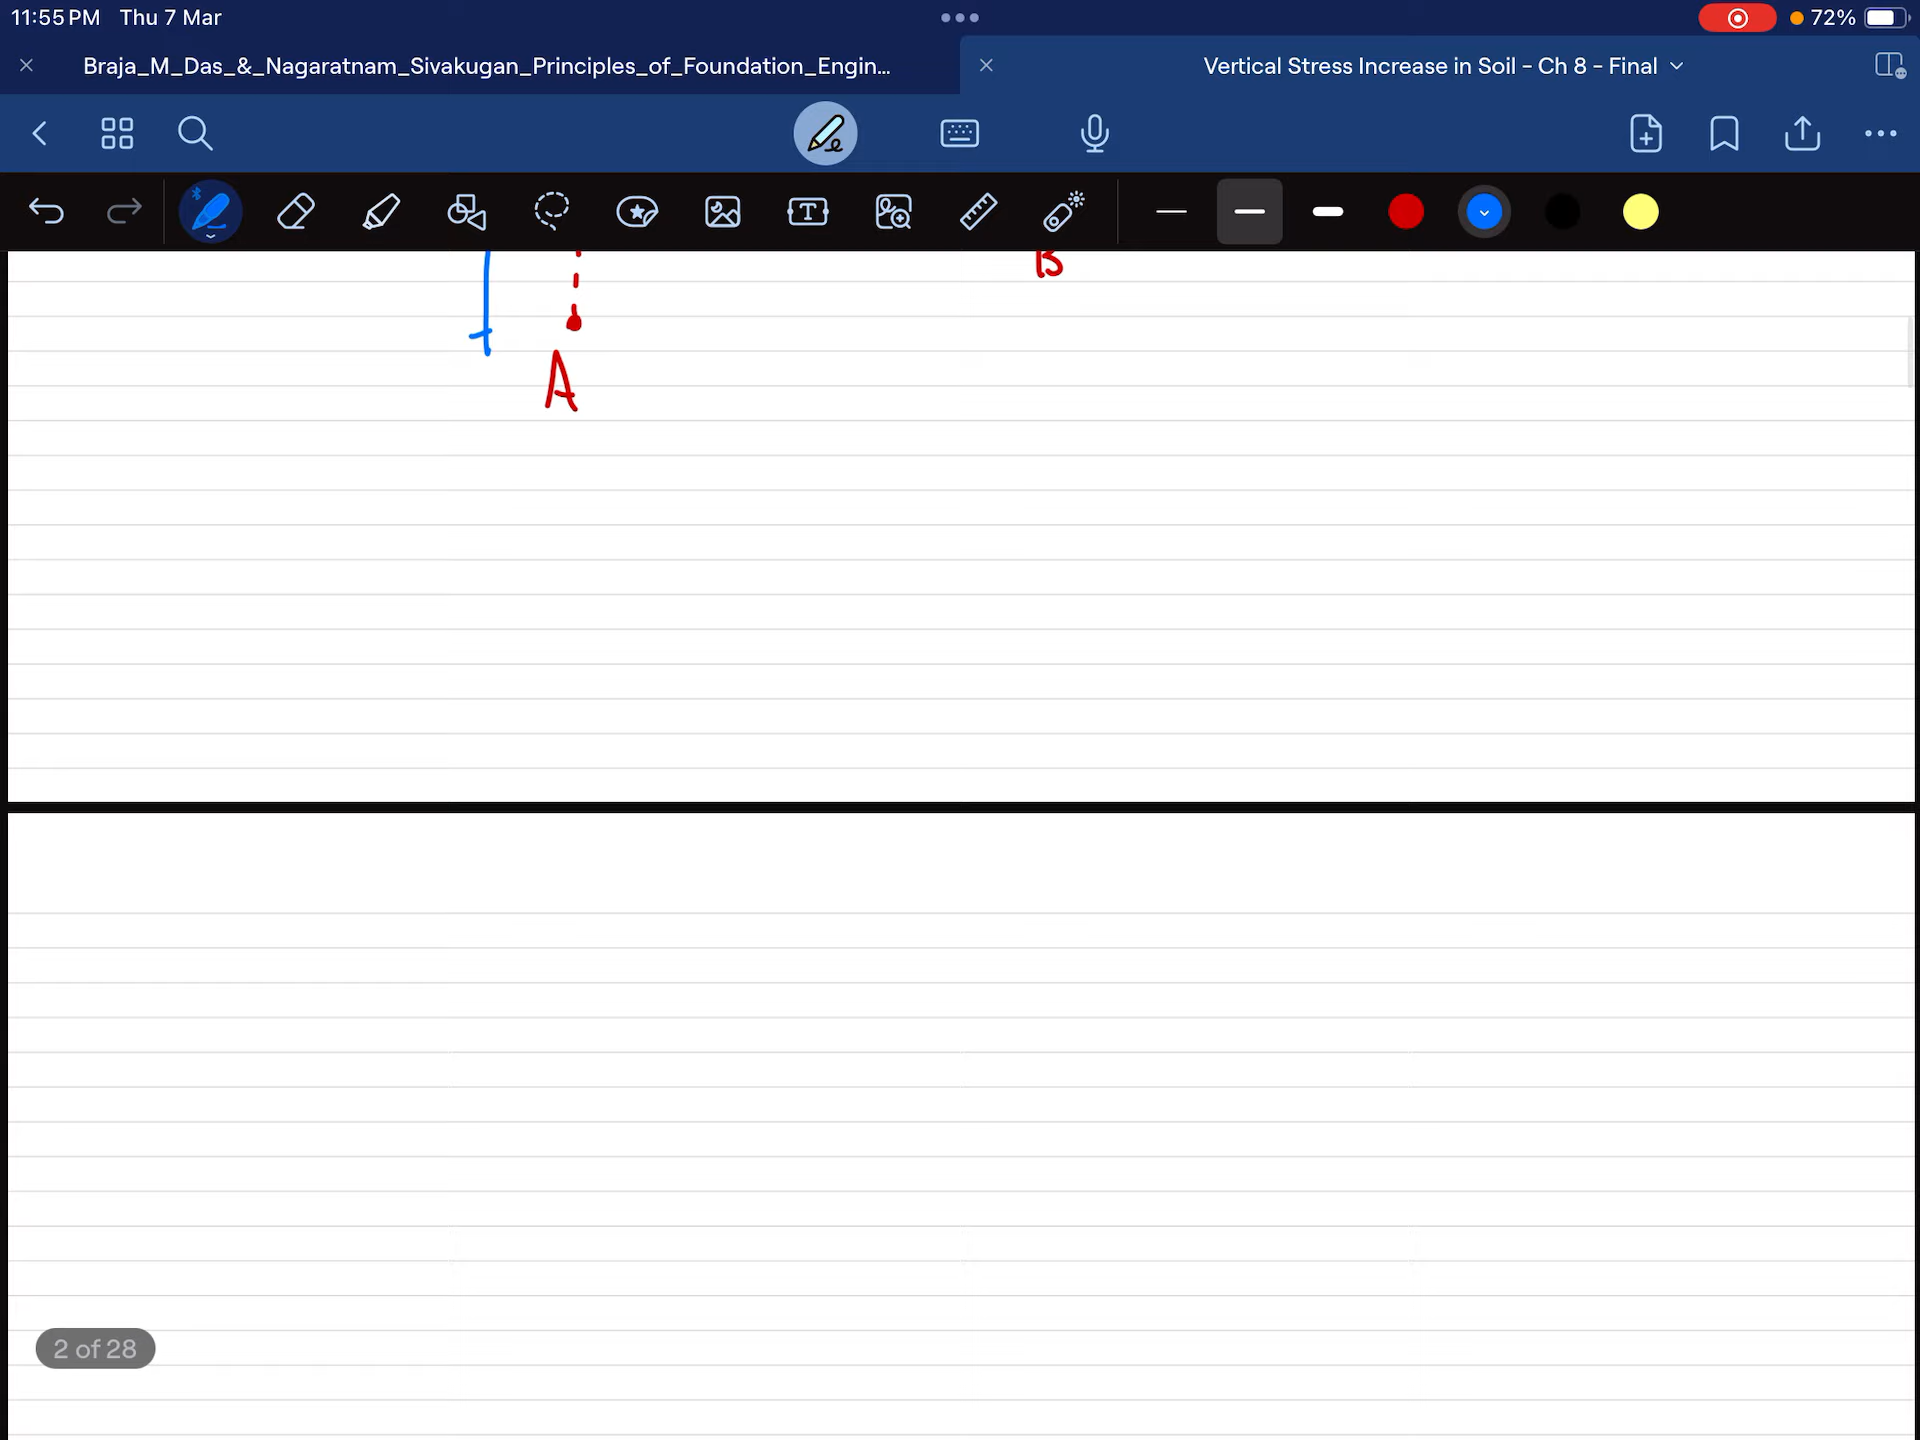 11:55 PM Thu 7 Mar
72%
Braja_M_Das_&_Nagaratnam_Sivakugan_Principles_of_Foundation_Engin...
Vertical Stress Increase in Soil - Ch 8 - Final
B
A
2 of 28